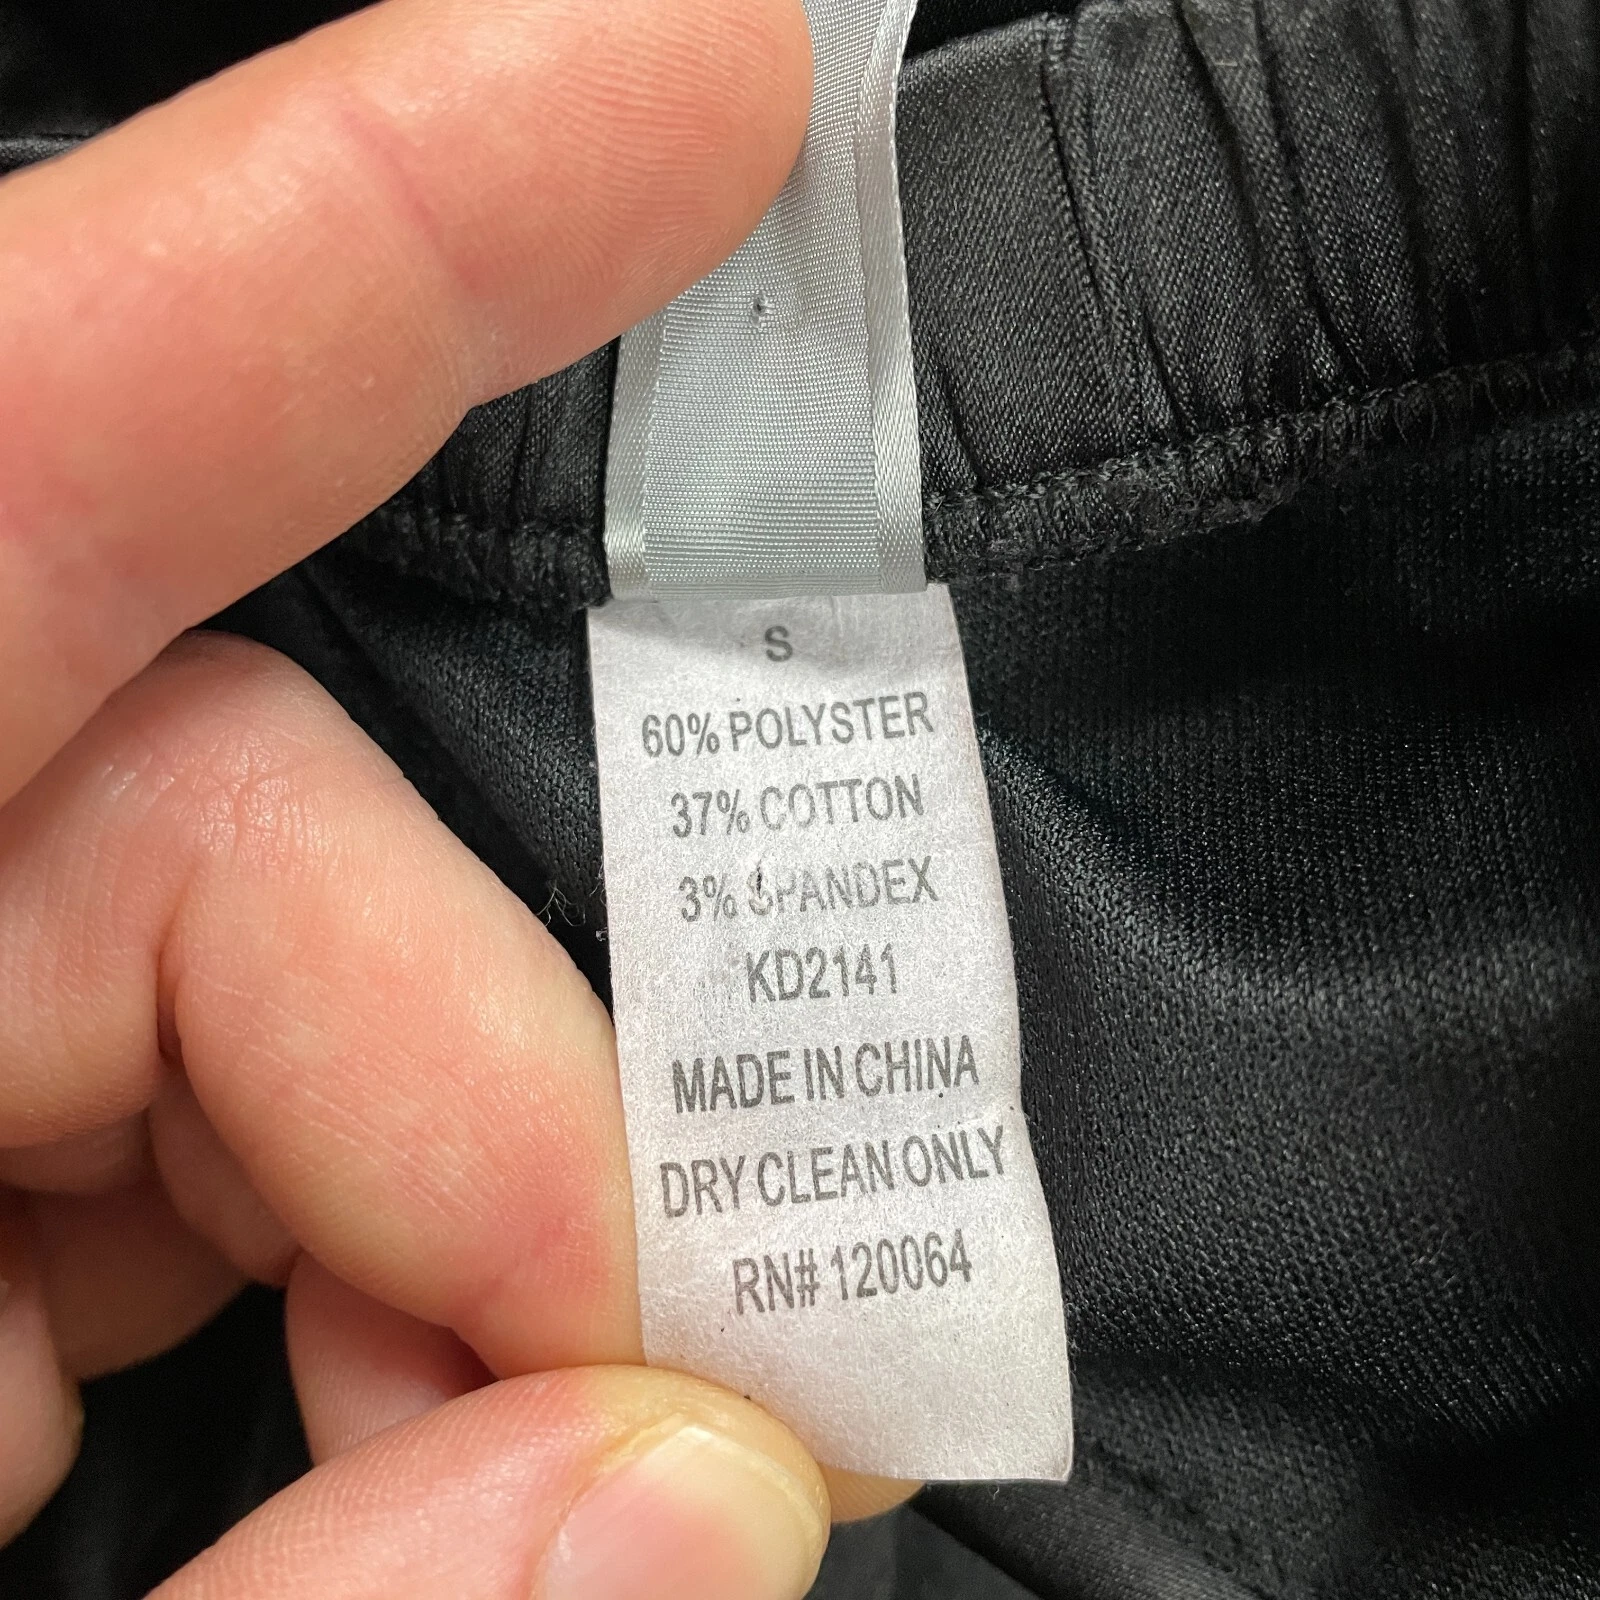 S
60% POLYSTER
37% COTTON
3% SPANDEX
KD2141
MADE IN CHINA
DRY CLEAN ONLY
RN# 120064